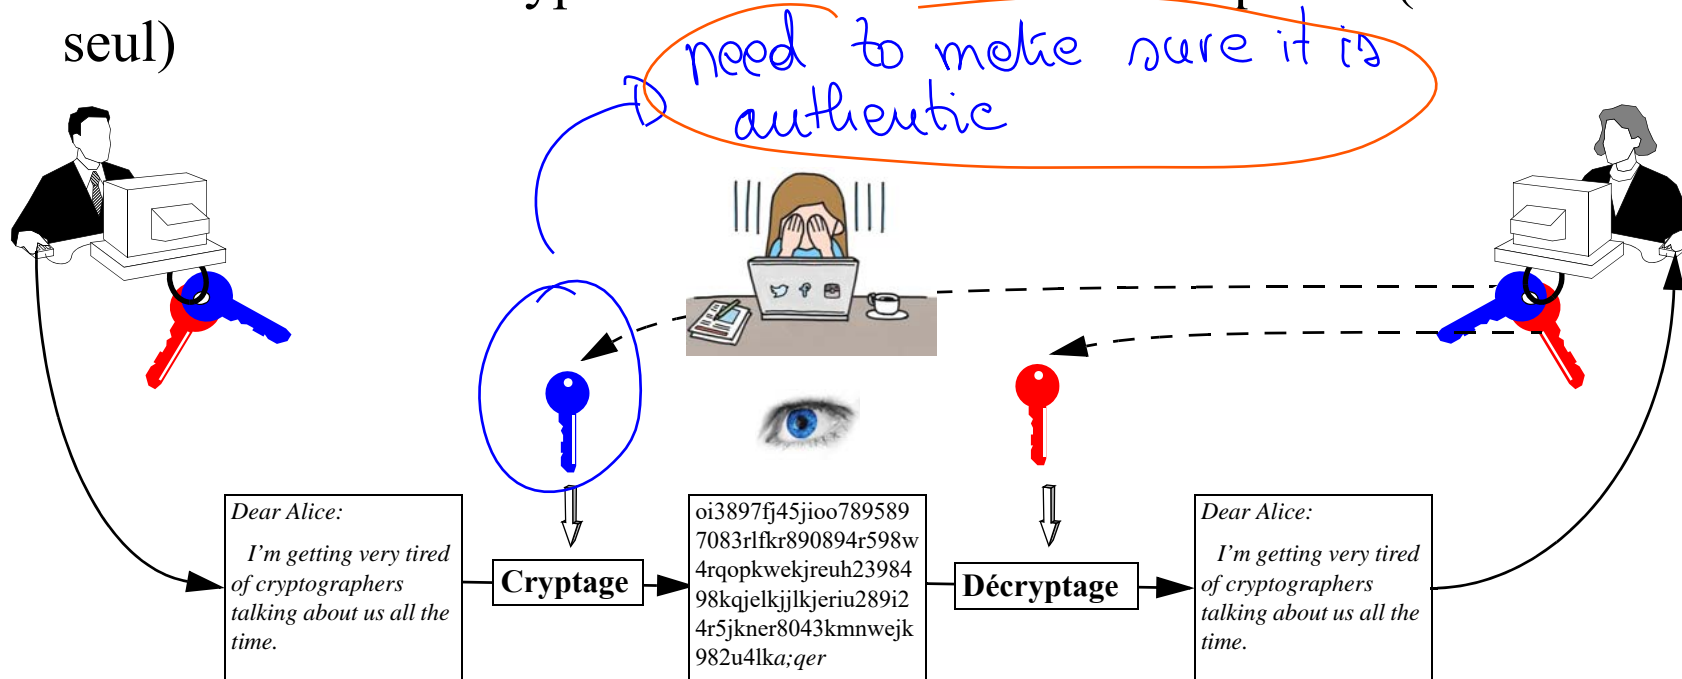 seul)
need to make sure it is
authentic
Dear Alice:
I'm getting very tired
of cryptographers
talking about us all the
time.
Cryptage
oi3897fj45jioo789589
7083rlfkr890894r598w
4rqopkwekjreuh23984
98kqjelkjjlkjeriu289i2
4r5jkner8043kmnwejk
982u4lka;qer
Décryptage
Dear Alice:
I'm getting very tired
of cryptographers
talking about us all the
time.